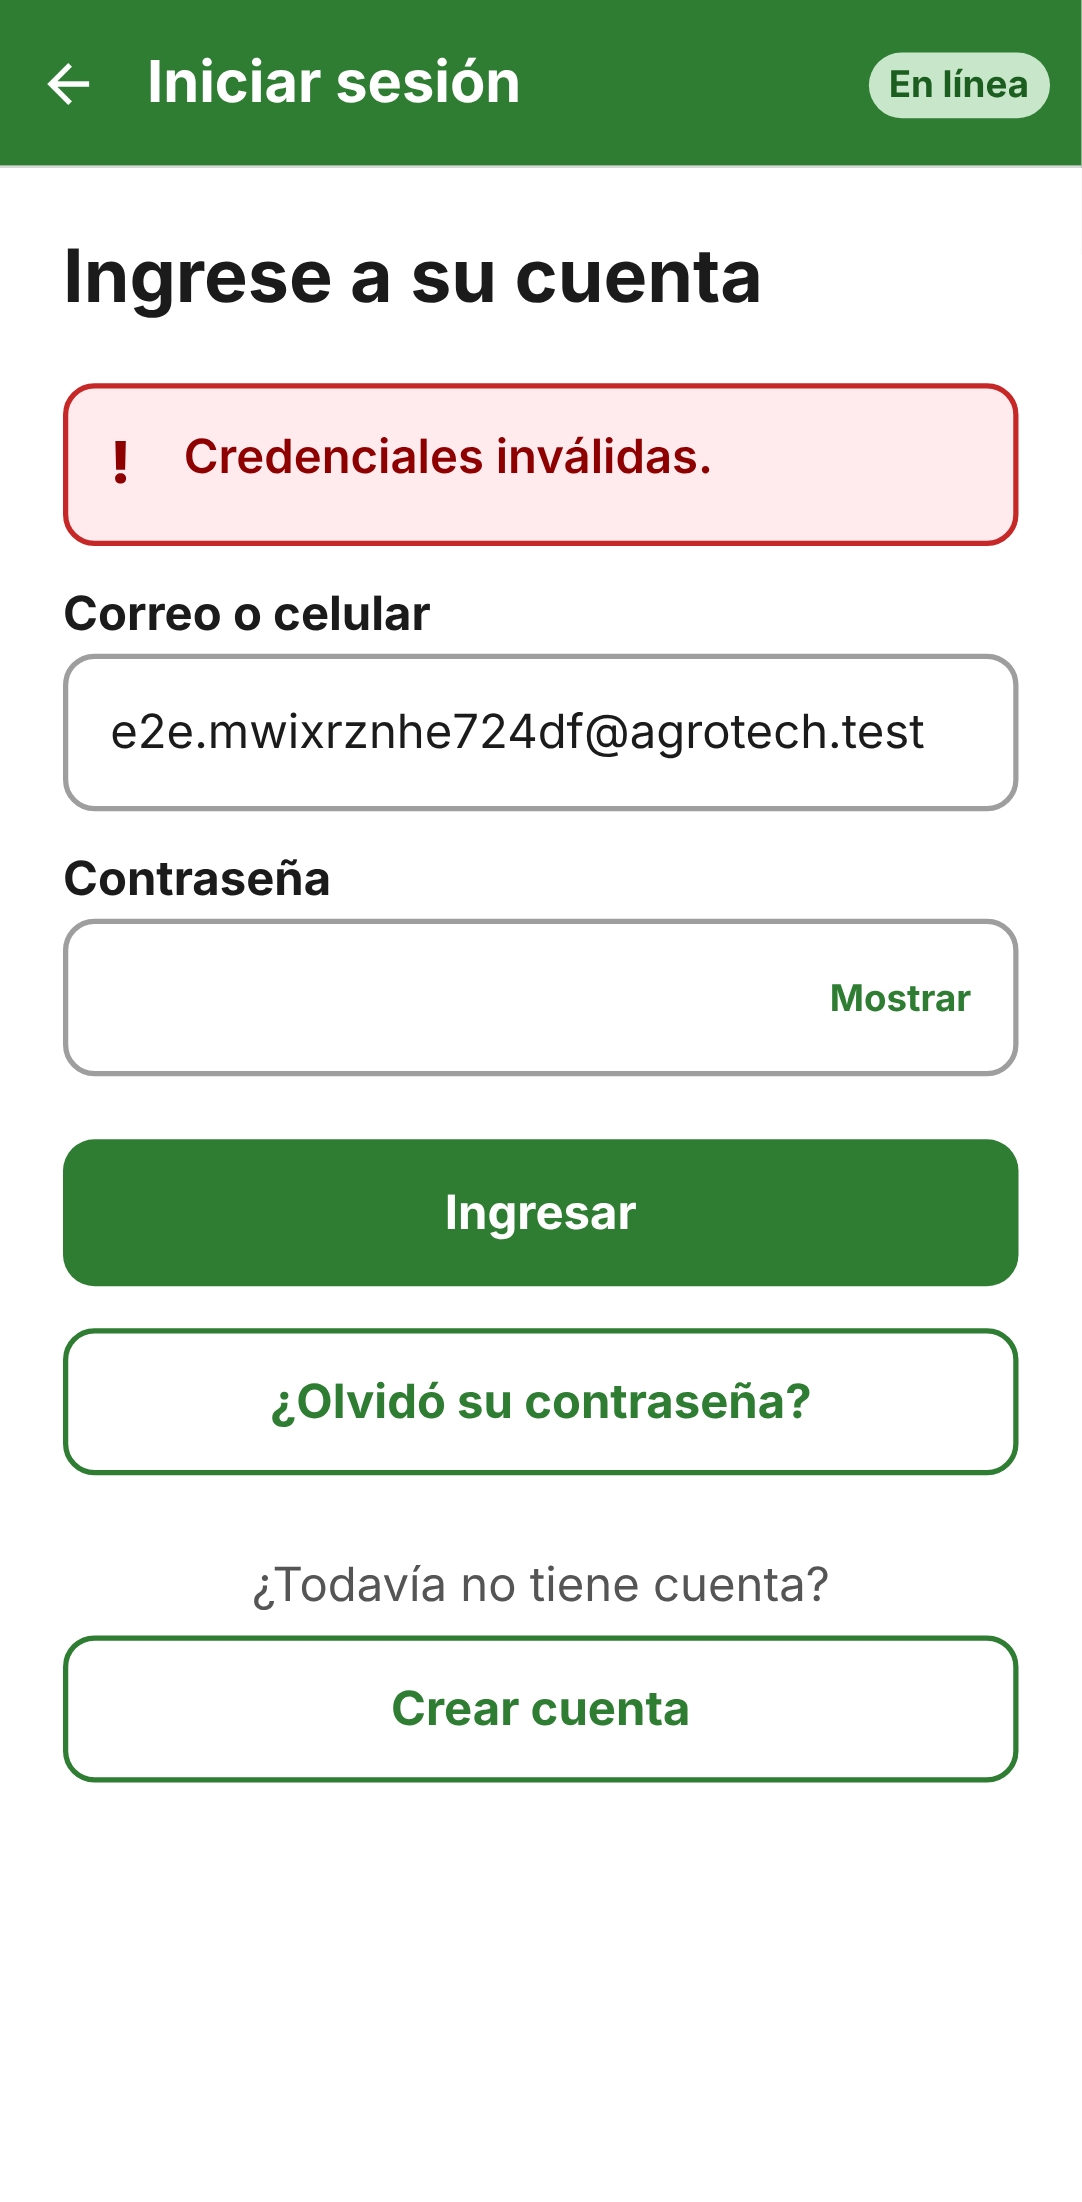 Iniciar sesión
En línea
Ingrese a su cuenta
! Credenciales inválidas.
Correo o celular
e2e.mwixrznhe724df@agrotech.test
Contraseña
Mostrar
Ingresar
¿Olvidó su contraseña?
¿Todavía no tiene cuenta?
Crear cuenta